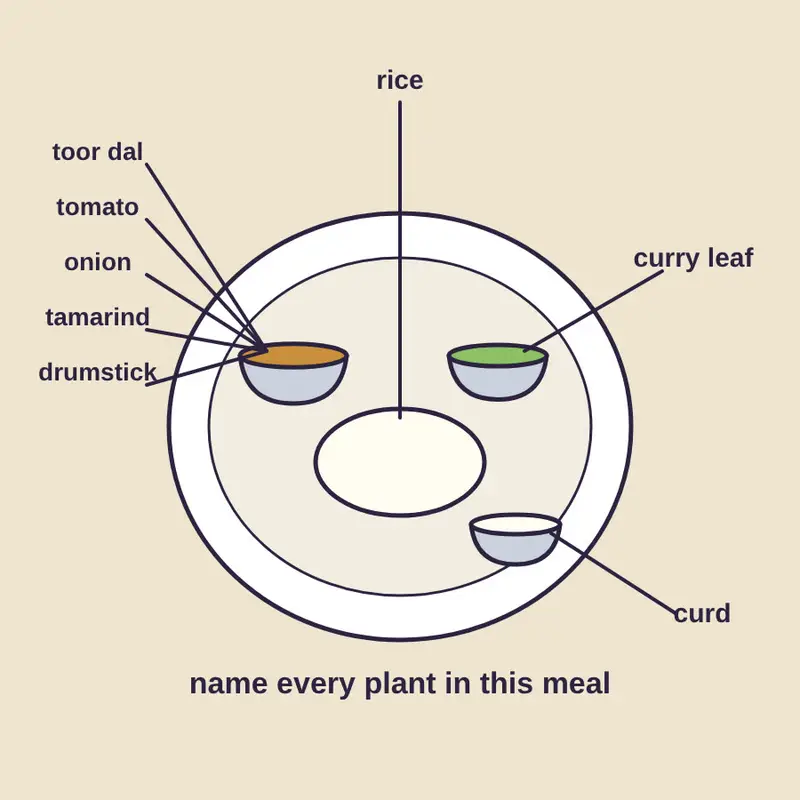 rice
toor dal
tomato
onion
tamarind
drumstick
curry leaf
curd
name every plant in this meal